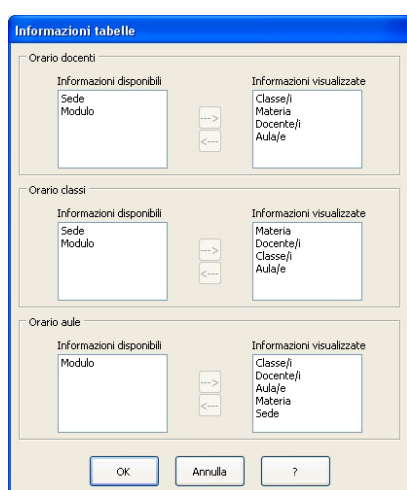 Informazioni tabelle
Orario docenti
Informazioni disponibili
Informazioni visualizzate
Sede
Modulo
--->
<---
Classe/i
Materia
Docente/i
Aula/e
Orario classi
Informazioni disponibili
Informazioni visualizzate
Sede
Modulo
--->
<---
Materia
Docente/i
Classe/i
Aula/e
Orario aule
Informazioni disponibili
Informazioni visualizzate
Modulo
--->
<---
Classe/i
Docente/i
Aula/e
Materia
Sede
OK
Annulla
?